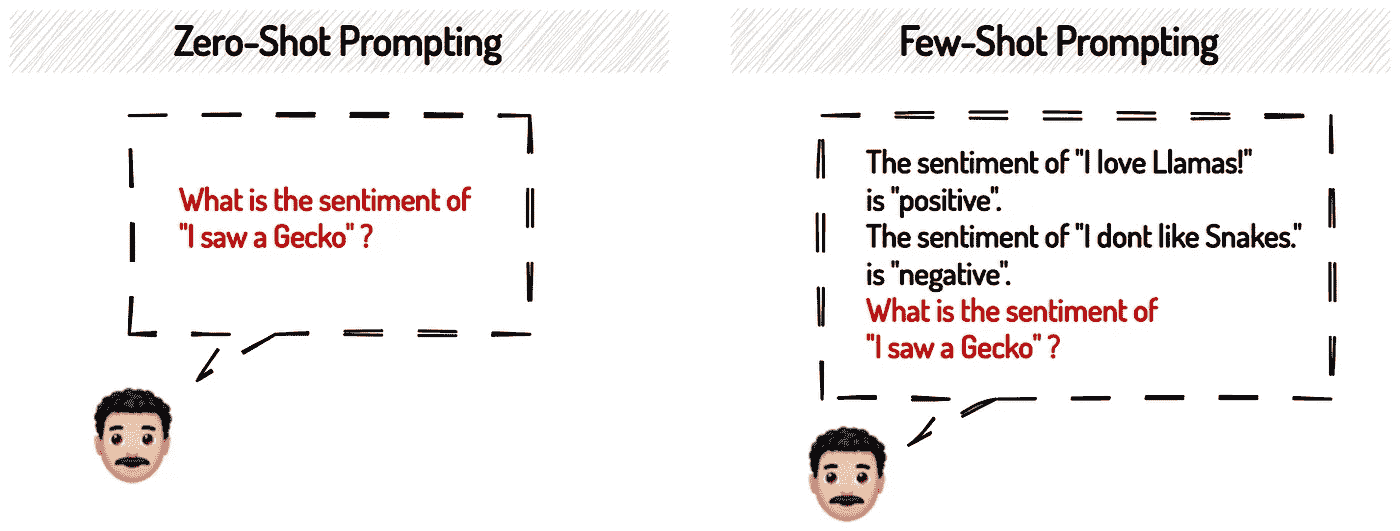 Zero-Shot Prompting
What is the sentiment of
"I saw a Gecko" ?
Few-Shot Prompting
The sentiment of "I love Llamas!"
is "positive".
The sentiment of "I dont like Snakes."
is "negative".
What is the sentiment of
"I saw a Gecko" ?